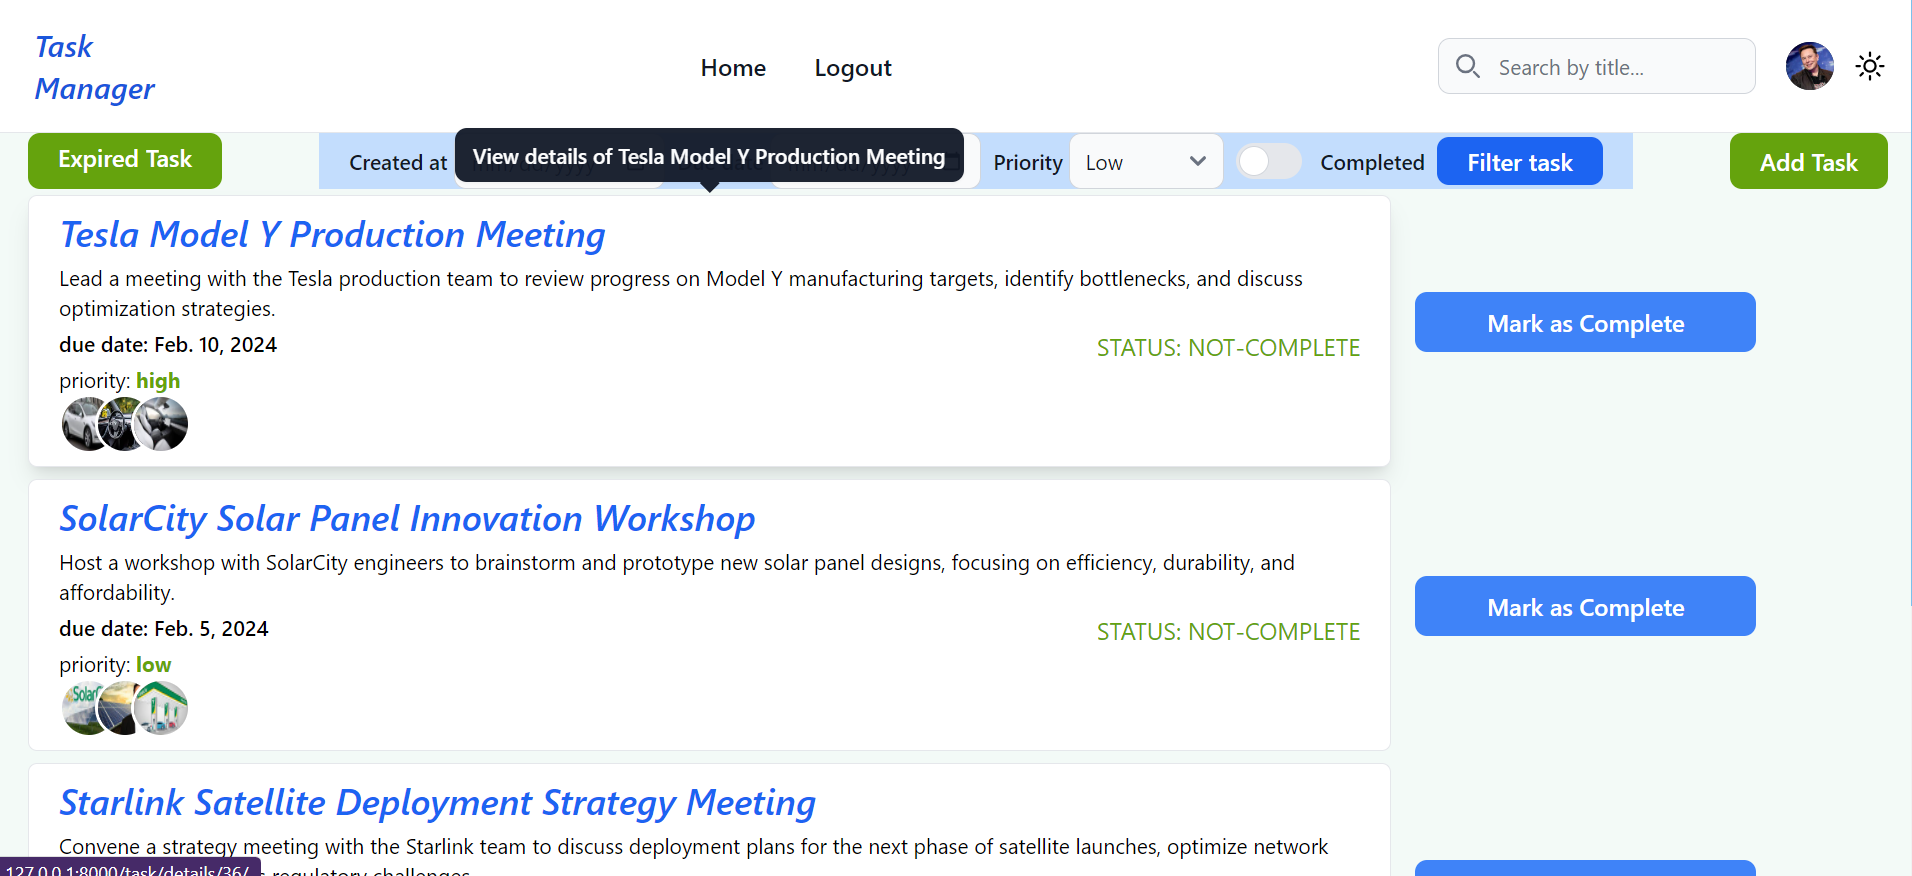 Task
Manager
Home
Logout
Search by title...
Expired Task
Created at
View details of Tesla Model Y Production Meeting
Priority
Low
Completed
Filter task
Add Task
Tesla Model Y Production Meeting
Lead a meeting with the Tesla production team to review progress on Model Y manufacturing targets, identify bottlenecks, and discuss
optimization strategies.
due date: Feb. 10, 2024
STATUS: NOT-COMPLETE
priority: high
Mark as Complete
SolarCity Solar Panel Innovation Workshop
Host a workshop with SolarCity engineers to brainstorm and prototype new solar panel designs, focusing on efficiency, durability, and
affordability.
due date: Feb. 5, 2024
STATUS: NOT-COMPLETE
priority: low
Mark as Complete
Starlink Satellite Deployment Strategy Meeting
Convene a strategy meeting with the Starlink team to discuss deployment plans for the next phase of satellite launches, optimize network
regulatory challenges.
127.0.0.1:8000/task/details/36/